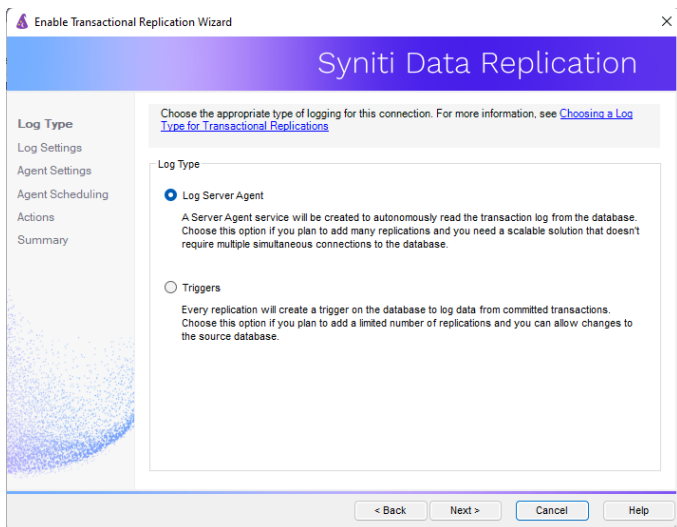 Enable Transactional Replication Wizard
Syniti Data Replication
Log Type
Log Settings
Agent Settings
Agent Scheduling
Actions
Summary
Choose the appropriate type of logging for this connection. For more information, see Choosing a Log
Type for Transactional Replications
Log Type
Log Server Agent
A Server Agent service will be created to autonomously read the transaction log from the database.
Choose this option if you plan to add many replications and you need a scalable solution that doesn't
require multiple simultaneous connections to the database.
Triggers
Every replication will create a trigger on the database to log data from committed transactions.
Choose this option if you plan to add a limited number of replications and you can allow changes to
the source database.
< Back
Next >
Cancel
Help